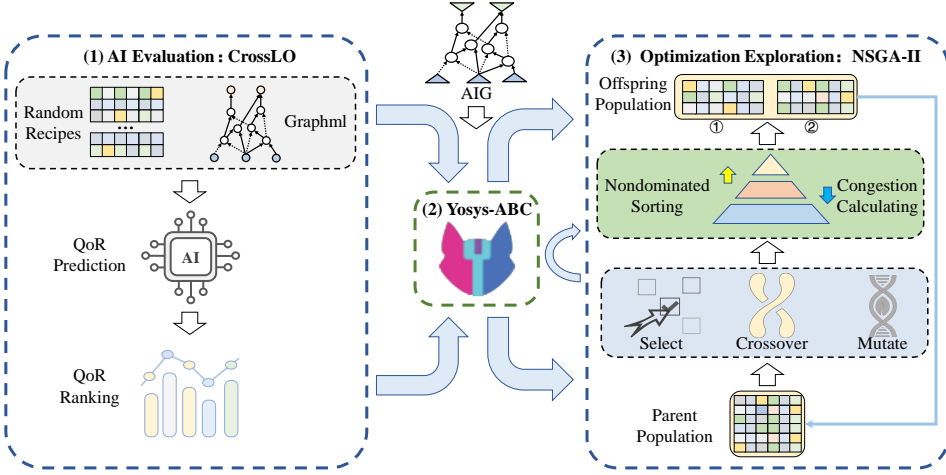 (1) AI Evaluation: CrossLO
Random
Recipes
...
Graphml
QoR
Prediction
AI
QoR
Ranking
AIG
(2) Yosys-ABC
(3) Optimization Exploration: NSGA-II
Offspring
Population
① ②
Nondominated
Sorting
Congestion
Calculating
Select
Crossover
Mutate
Parent
Population